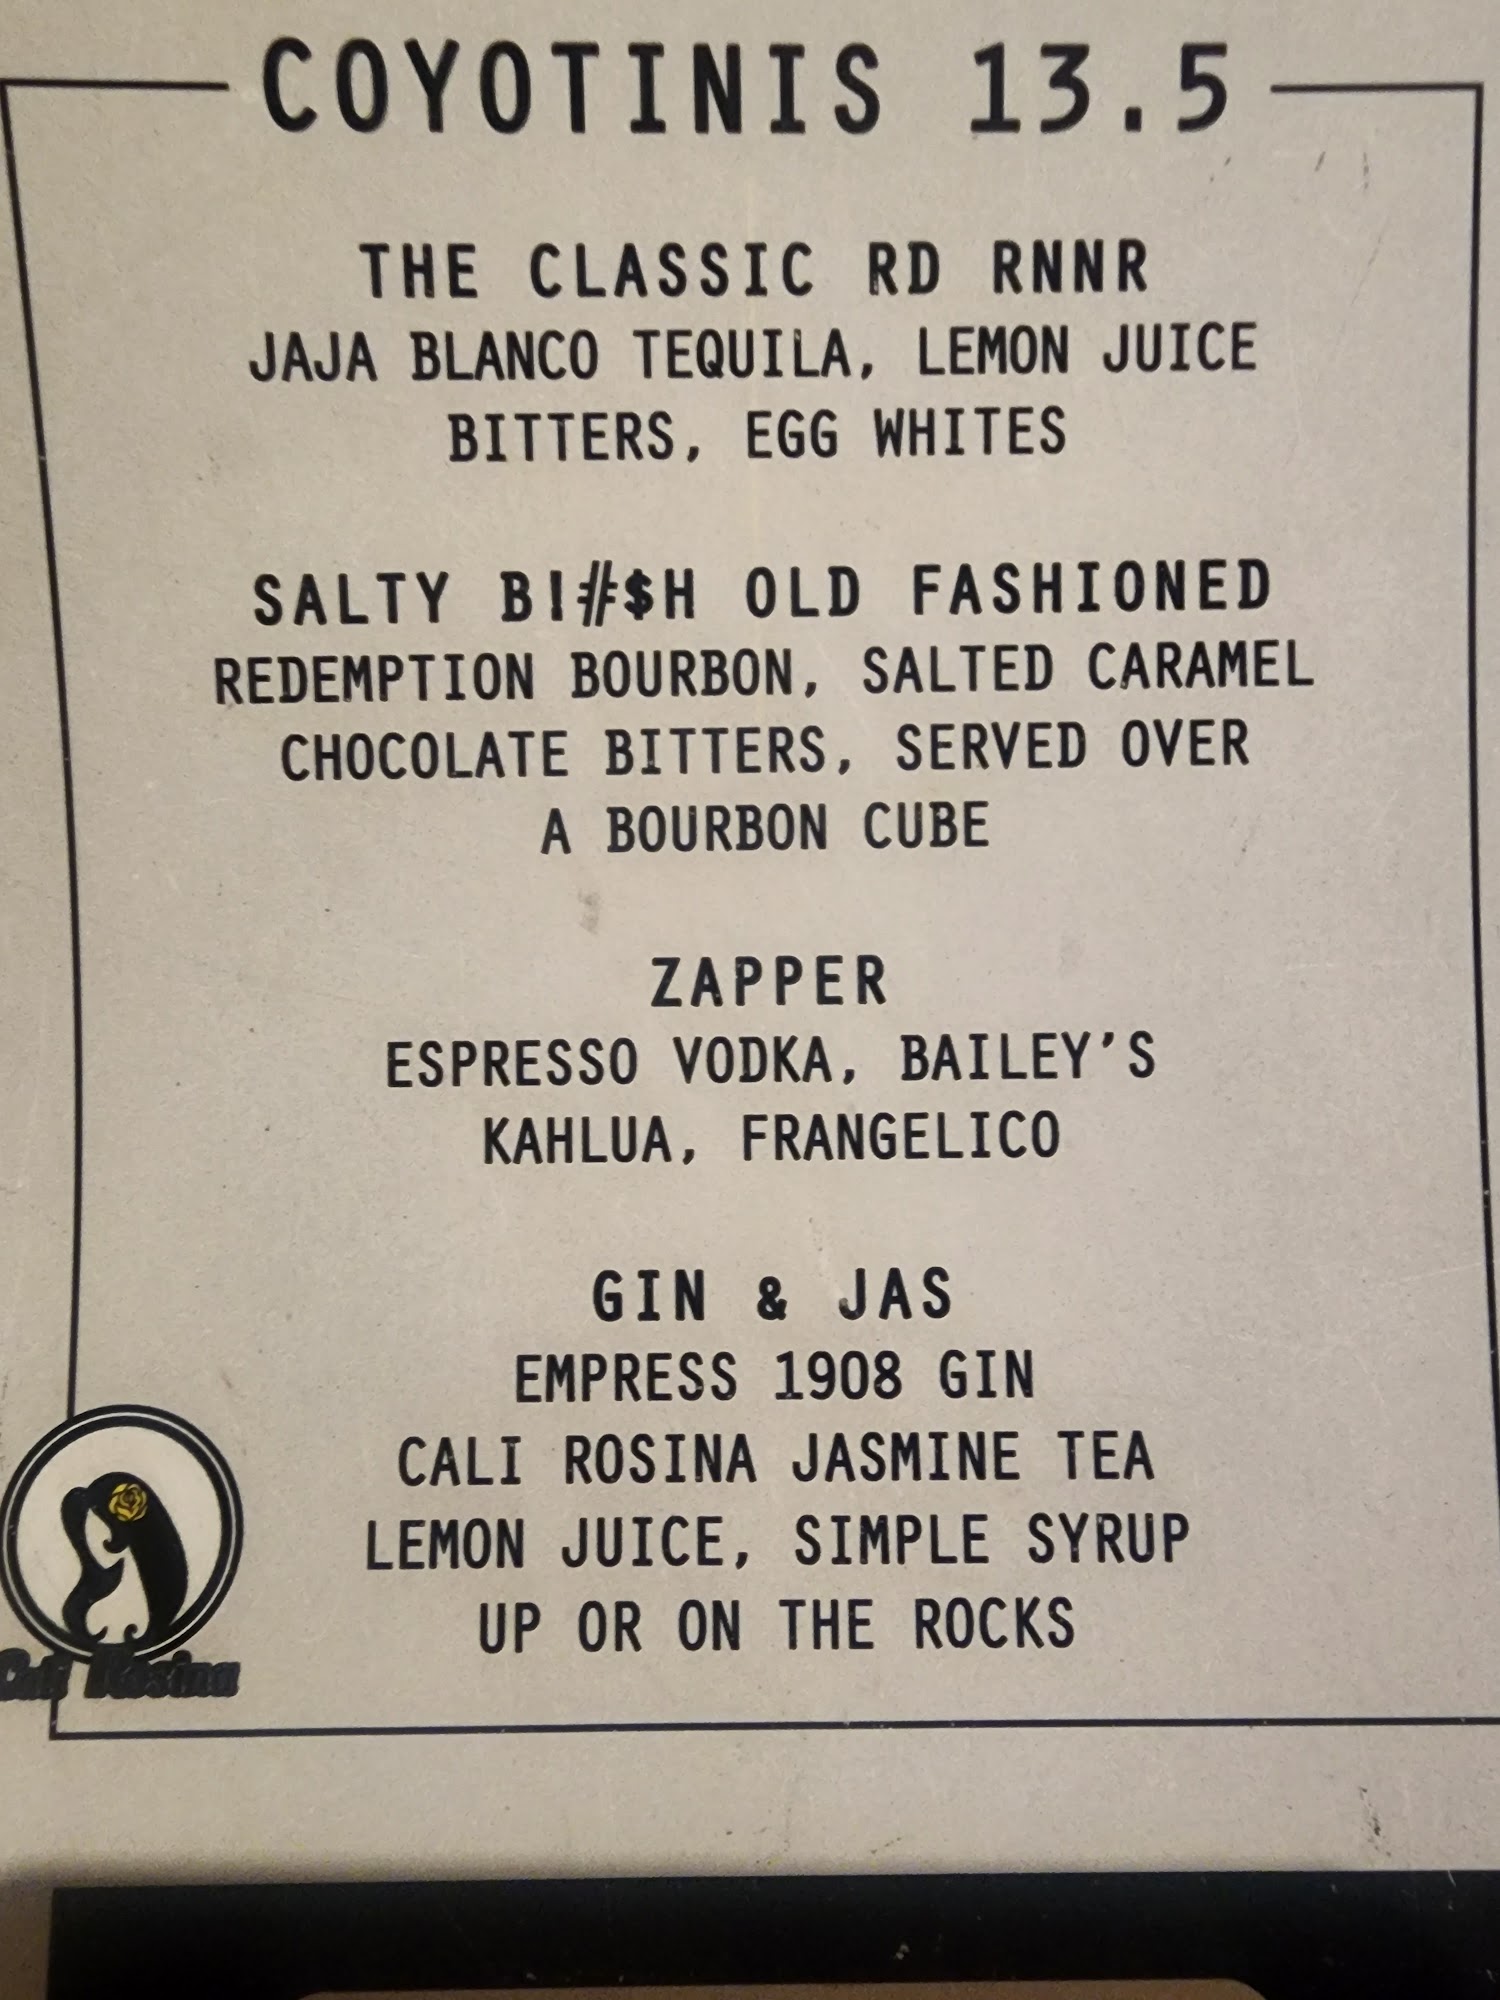 COYOTINIS 13.5
THE CLASSIC RD RNNR
JAJA BLANCO TEQUILA, LEMON JUICE
BITTERS, EGG WHITES
SALTY B!#$H OLD FASHIONED
REDEMPTION BOURBON, SALTED CARAMEL
CHOCOLATE BITTERS, SERVED OVER
A BOURBON CUBE
ZAPPER
ESPRESSO VODKA, BAILEY'S
KAHLUA, FRANGELICO
GIN & JAS
EMPRESS 1908 GIN
CALI ROSINA JASMINE TEA
LEMON JUICE, SIMPLE SYRUP
UP OR ON THE ROCKS
Cali Rosina